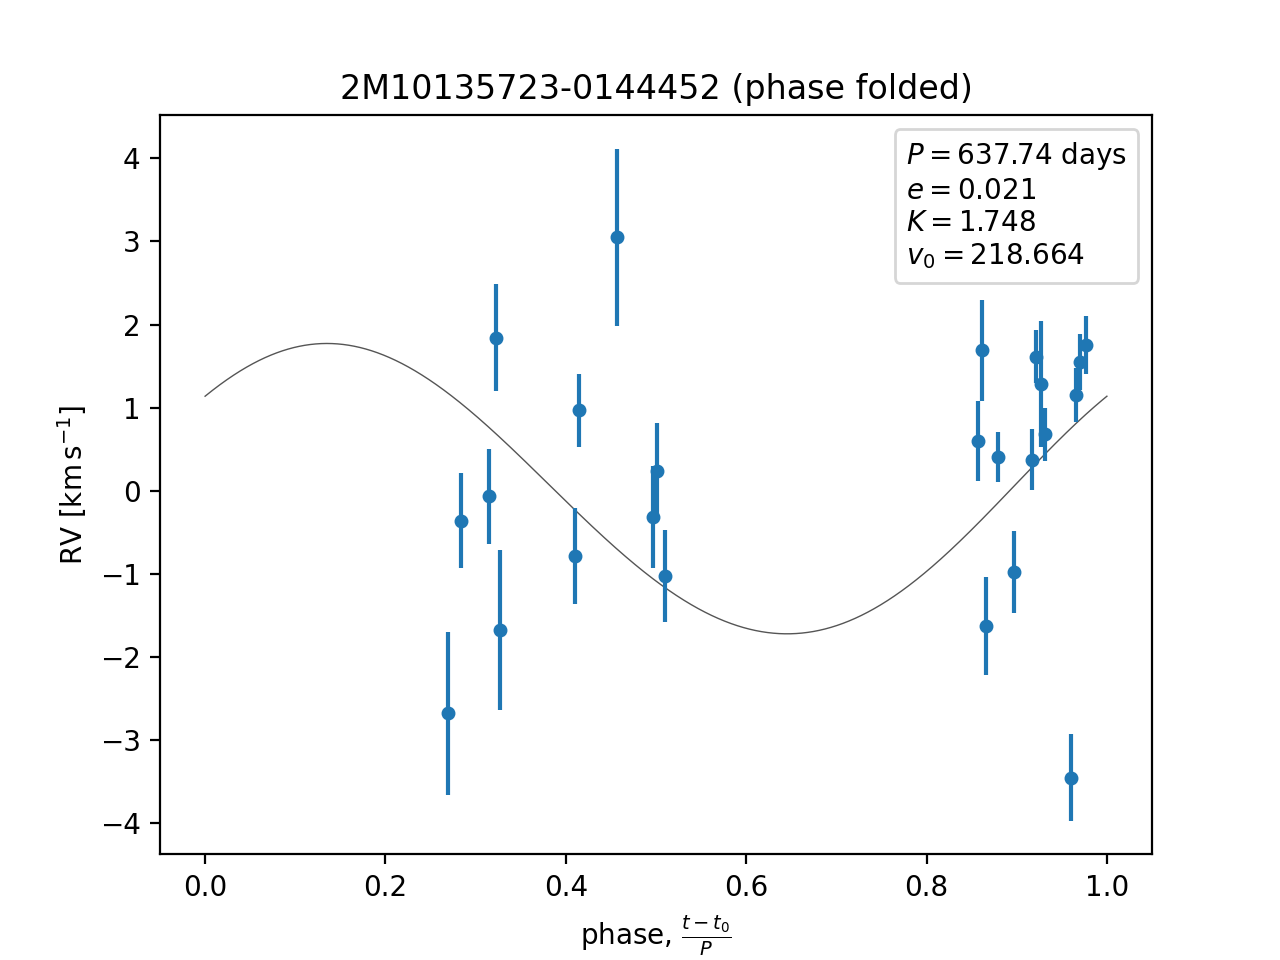 2M10135723-0144452 (phase folded)
P = 637.74 days
e = 0.021
K = 1.748
v₀ = 218.664
4
3
2
1
0
−1
−2
−3
−4
RV [km s⁻¹]
0.0 0.2 0.4 0.6 0.8 1.0
phase, (t − t₀)/P